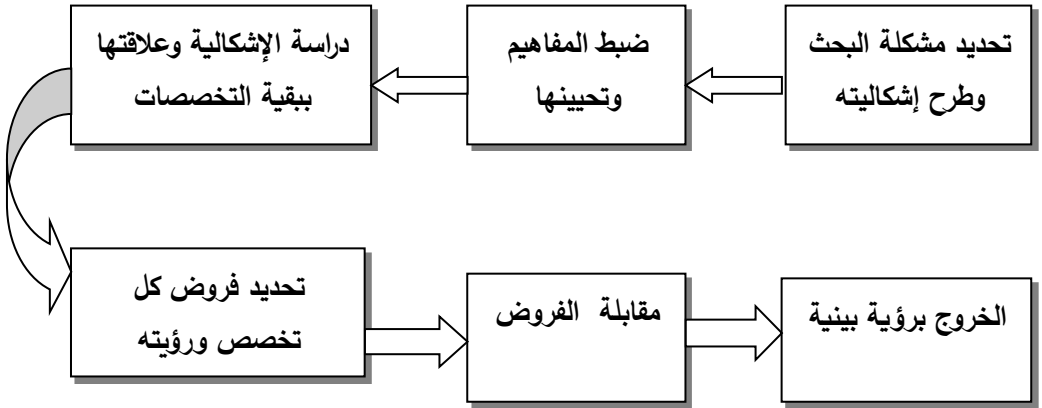 تحديد مشكلة البحث
وطرح إشكاليته
ضبط المفاهيم
وتحيينها
دراسة الإشكالية وعلاقتها
ببقية التخصصات
تحديد فروض كل
تخصص ورؤيته
مقابلة الفروض
الخروج برؤية بينية